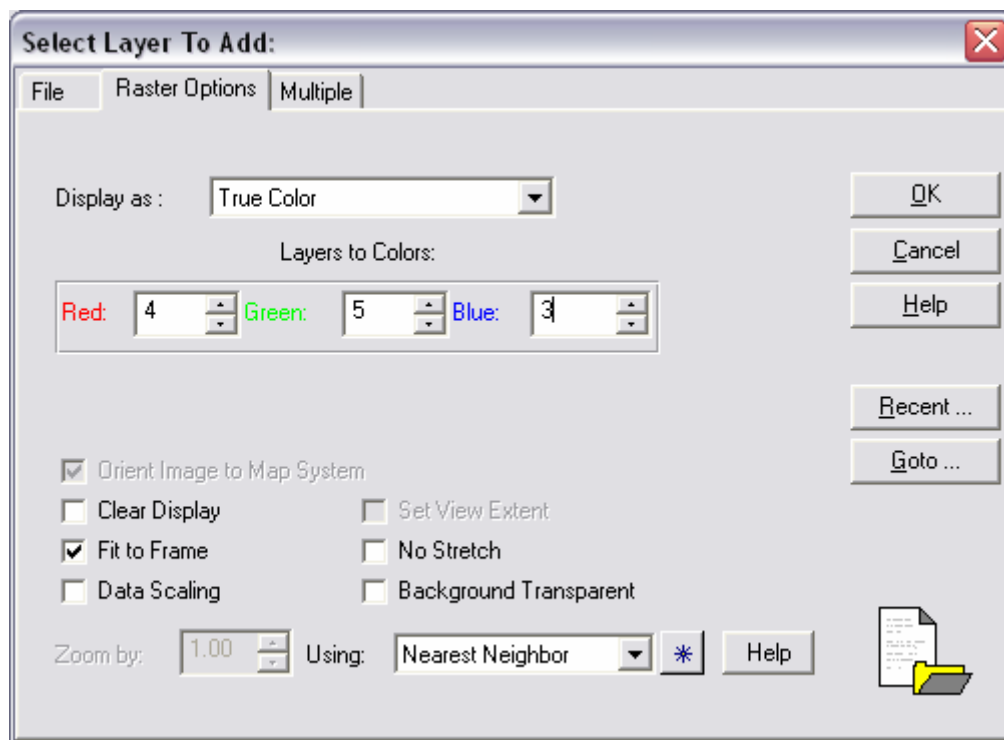 Select Layer To Add:
File Raster Options Multiple
Display as : True Color OK
Layers to Colors: Cancel
Red: 4 Green: 5 Blue: 3 Help
Recent ...
Goto ...
Orient Image to Map System
Clear Display Set View Extent
Fit to Frame No Stretch
Data Scaling Background Transparent
Zoom by: 1.00 Using: Nearest Neighbor Help